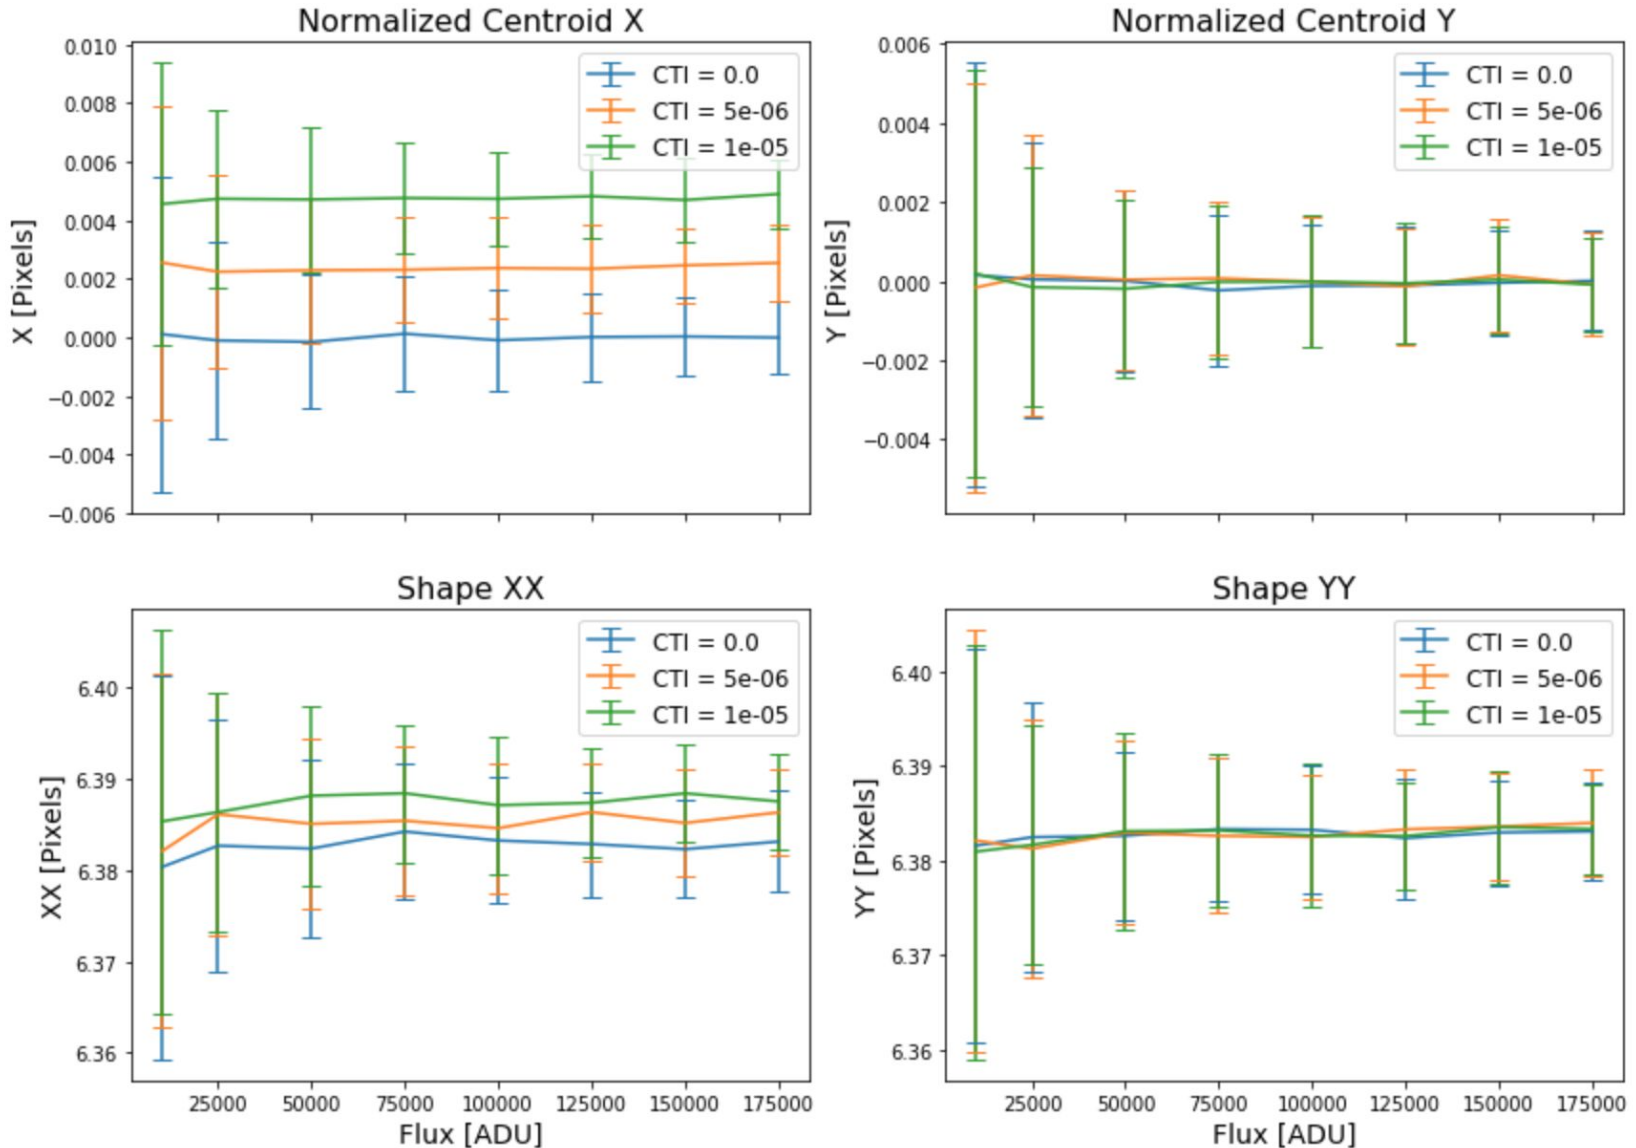 Normalized Centroid X
0.010
0.008
0.006
0.004
0.002
0.000
−0.002
−0.004
−0.006
X [Pixels]
CTI = 0.0
CTI = 5e-06
CTI = 1e-05
Normalized Centroid Y
0.006
0.004
0.002
0.000
−0.002
−0.004
Y [Pixels]
CTI = 0.0
CTI = 5e-06
CTI = 1e-05
Shape XX
6.40
6.39
6.38
6.37
6.36
XX [Pixels]
CTI = 0.0
CTI = 5e-06
CTI = 1e-05
25000 50000 75000 100000 125000 150000 175000
Flux [ADU]
Shape YY
6.40
6.39
6.38
6.37
6.36
YY [Pixels]
CTI = 0.0
CTI = 5e-06
CTI = 1e-05
25000 50000 75000 100000 125000 150000 175000
Flux [ADU]